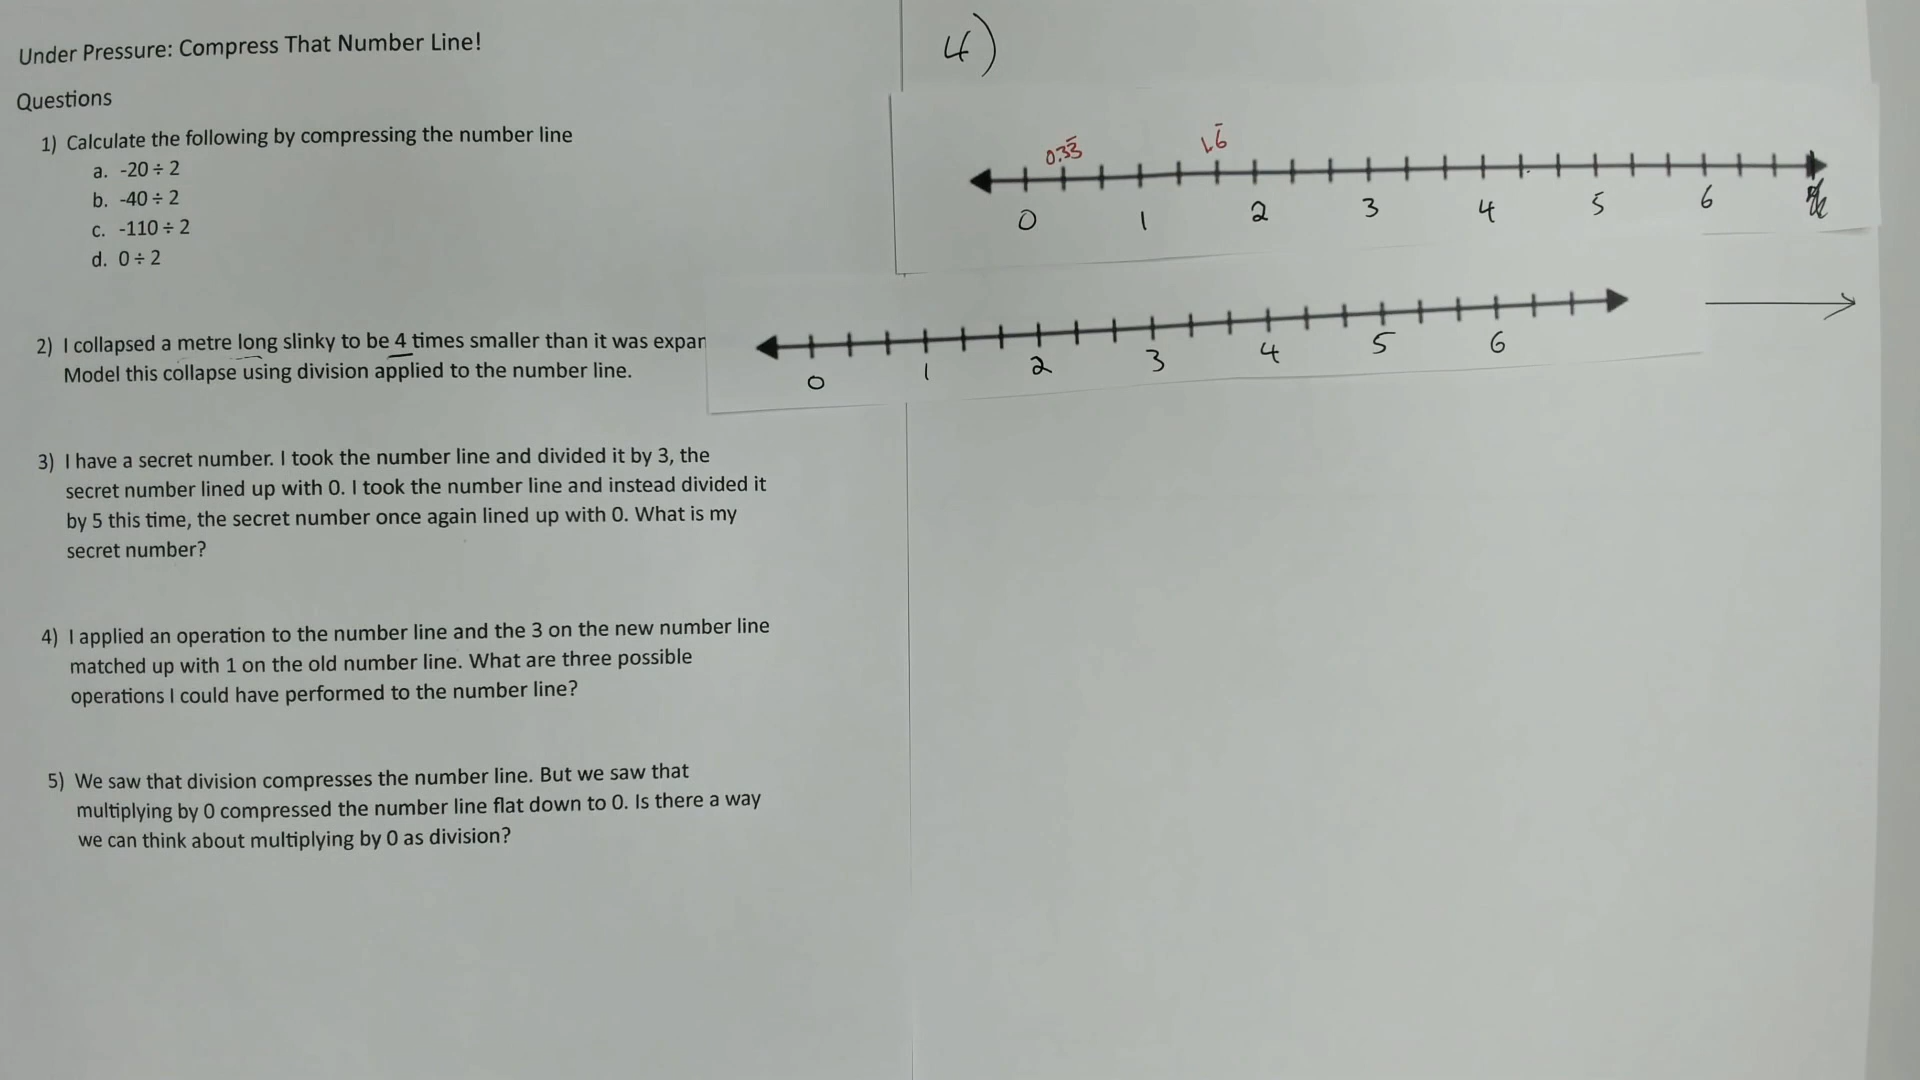 Under Pressure: Compress That Number Line!
Questions
1) Calculate the following by compressing the number line
a. -20 ÷ 2
b. -40 ÷ 2
c. -110 ÷ 2
d. 0 ÷ 2
2) I collapsed a metre long slinky to be 4 times smaller than it was expan
Model this collapse using division applied to the number line.
3) I have a secret number. I took the number line and divided it by 3, the
secret number lined up with 0. I took the number line and instead divided it
by 5 this time, the secret number once again lined up with 0. What is my
secret number?
4) I applied an operation to the number line and the 3 on the new number line
matched up with 1 on the old number line. What are three possible
operations I could have performed to the number line?
5) We saw that division compresses the number line. But we saw that
multiplying by 0 compressed the number line flat down to 0. Is there a way
we can think about multiplying by 0 as division?
4)
0.33̅ 1.6̅
0 1 2 3 4 5 6
0 1 2 3 4 5 6